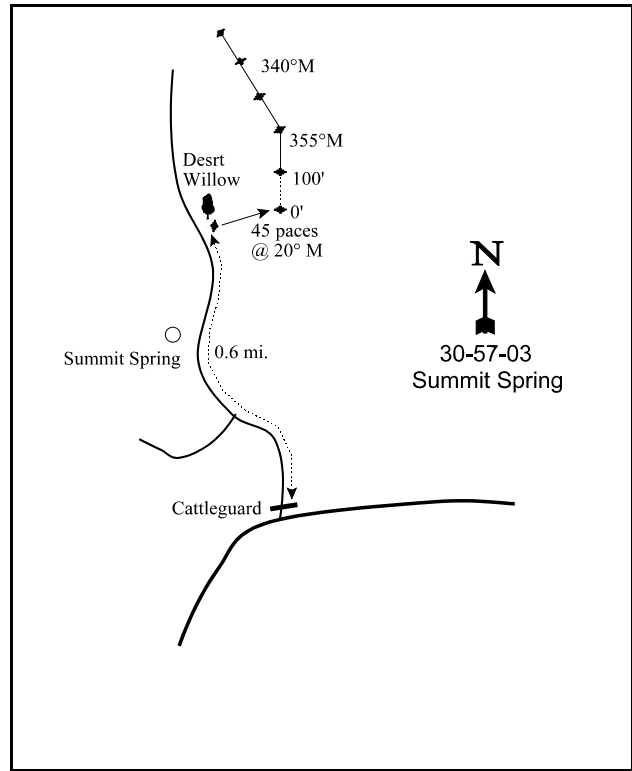 340°M
355°M
Desrt
Willow
100'
0'
45 paces
@ 20° M
N
30-57-03
Summit Spring
Summit Spring
0.6 mi.
Cattleguard